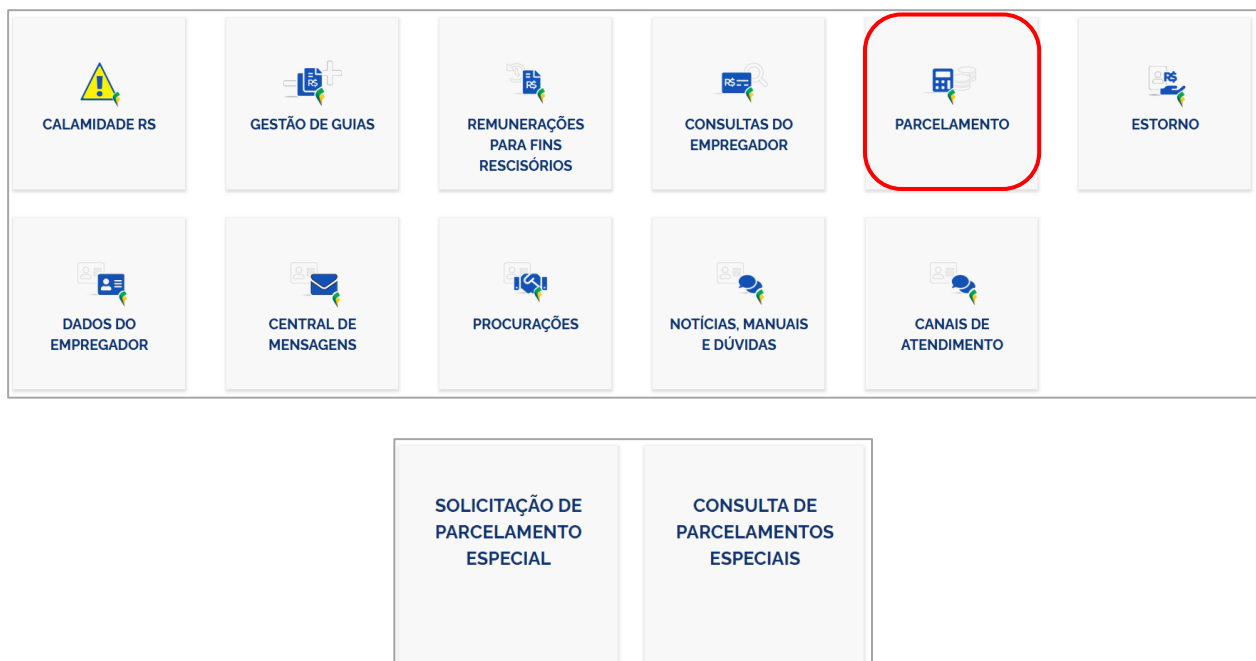 CALAMIDADE RS
GESTÃO DE GUIAS
REMUNERAÇÕES
PARA FINS
RESCISÓRIOS
CONSULTAS DO
EMPREGADOR
PARCELAMENTO
ESTORNO
DADOS DO
EMPREGADOR
CENTRAL DE
MENSAGENS
PROCURAÇÕES
NOTÍCIAS, MANUAIS
E DÚVIDAS
CANAIS DE
ATENDIMENTO
SOLICITAÇÃO DE
PARCELAMENTO
ESPECIAL
CONSULTA DE
PARCELAMENTOS
ESPECIAIS